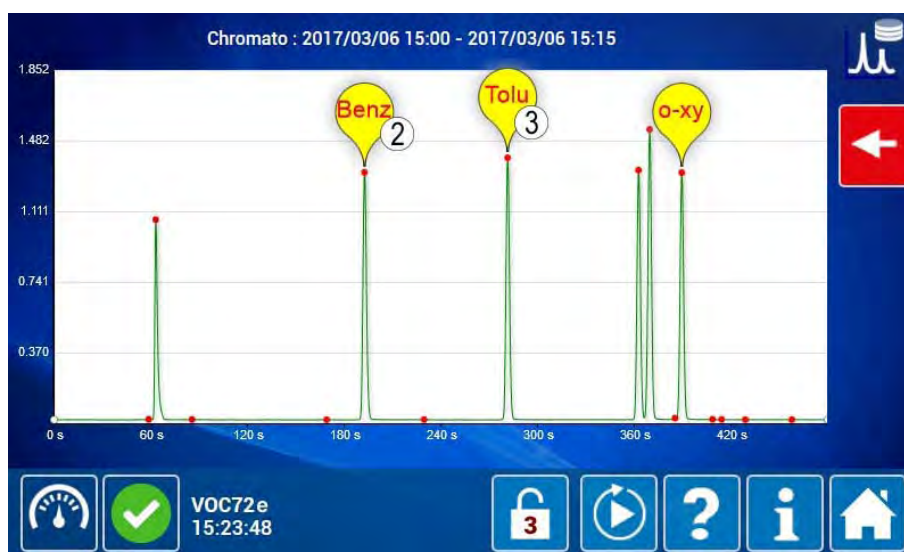 Chromato : 2017/03/06 15:00 - 2017/03/06 15:15
1.852
1.482
1.111
0.741
0.370
Benz
2
Tolu
3
o-xy
0 s
60 s
120 s
180 s
240 s
300 s
360 s
420 s
VOC72e
15:23:48
3
?
i